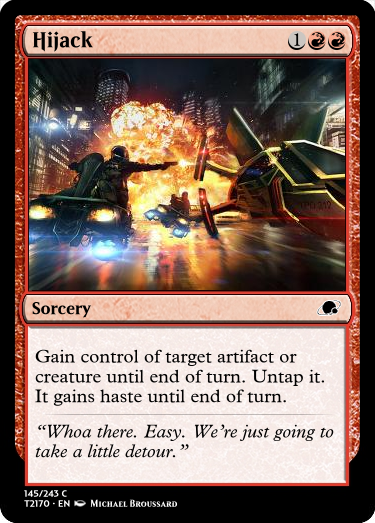 Hijack 1
Sorcery
Gain control of target artifact or
creature until end of turn. Untap it.
It gains haste until end of turn.
“Whoa there. Easy. We’re just going to
take a little detour.”
145/243 C
T2170 • EN Michael Broussard